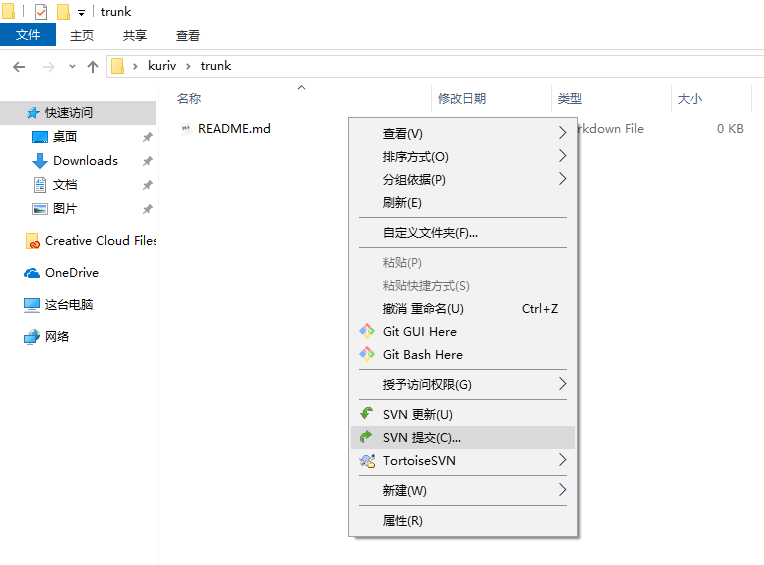 trunk
文件 主页 共享 查看
kuriv trunk
名称 修改日期 类型 大小
快速访问
桌面
Downloads
文档
图片
Creative Cloud Files
OneDrive
这台电脑
网络
README.md rkdown File 0 KB
查看(V)
排序方式(O)
分组依据(P)
刷新(E)
自定义文件夹(F)...
粘贴(P)
粘贴快捷方式(S)
撤消 重命名(U) Ctrl+Z
Git GUI Here
Git Bash Here
授予访问权限(G)
SVN 更新(U)
SVN 提交(C)...
TortoiseSVN
新建(W)
属性(R)